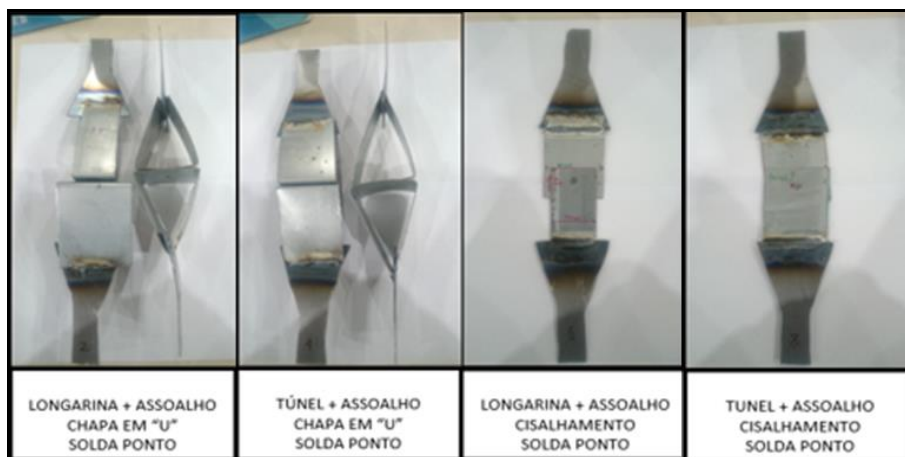 LONGARINA + ASSOALHO
CHAPA EM "U"
SOLDA PONTO
TÚNEL + ASSOALHO
CHAPA EM "U"
SOLDA PONTO
LONGARINA + ASSOALHO
CISALHAMENTO
SOLDA PONTO
TUNEL + ASSOALHO
CISALHAMENTO
SOLDA PONTO